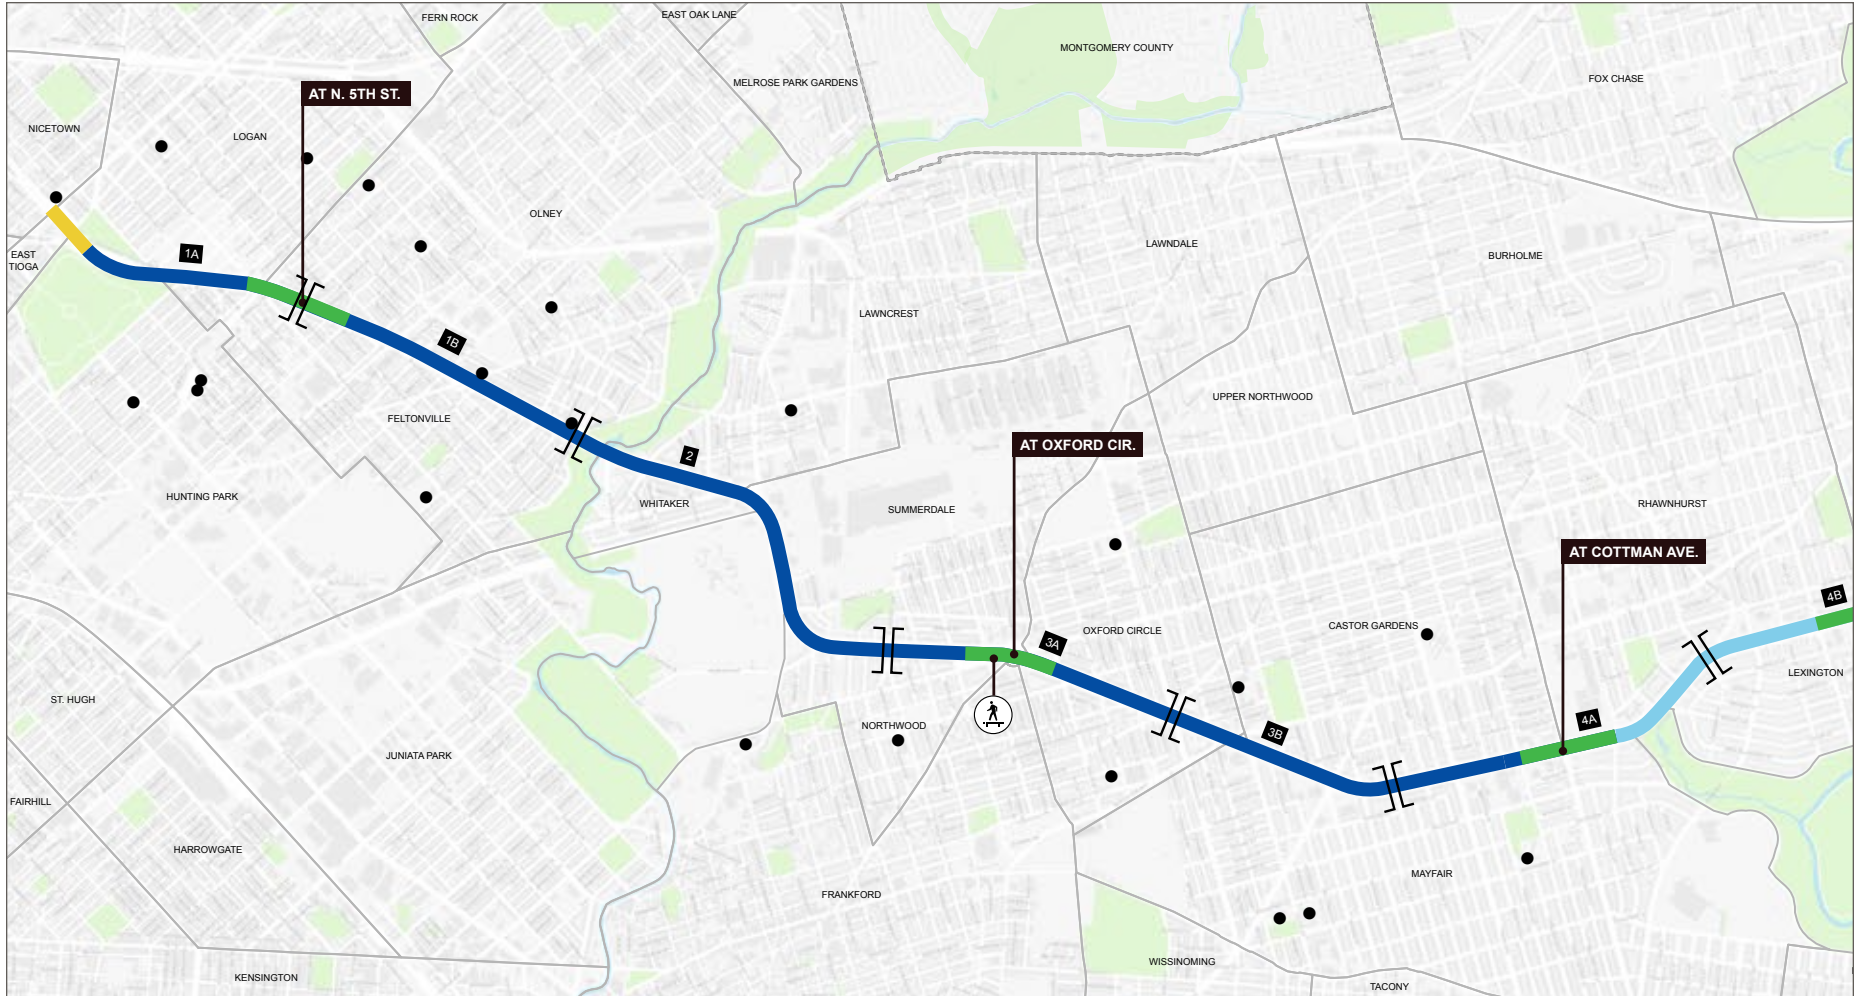 FERN ROCK
EAST OAK LANE
MONTGOMERY COUNTY
FOX CHASE
MELROSE PARK GARDENS
AT N. 5TH ST.
NICETOWN
LOGAN
OLNEY
LAWNDALE
BURHOLME
EAST
TIOGA
1A
LAWNCREST
1B
UPPER NORTHWOOD
FELTONVILLE
AT OXFORD CIR.
2
HUNTING PARK
WHITAKER
SUMMERDALE
RHAWNHURST
AT COTTMAN AVE.
4B
OXFORD CIRCLE
CASTOR GARDENS
3A
LEXINGTON
ST. HUGH
NORTHWOOD
4A
3B
JUNIATA PARK
FAIRHILL
HARROWGATE
MAYFAIR
FRANKFORD
WISSINOMING
KENSINGTON
TACONY